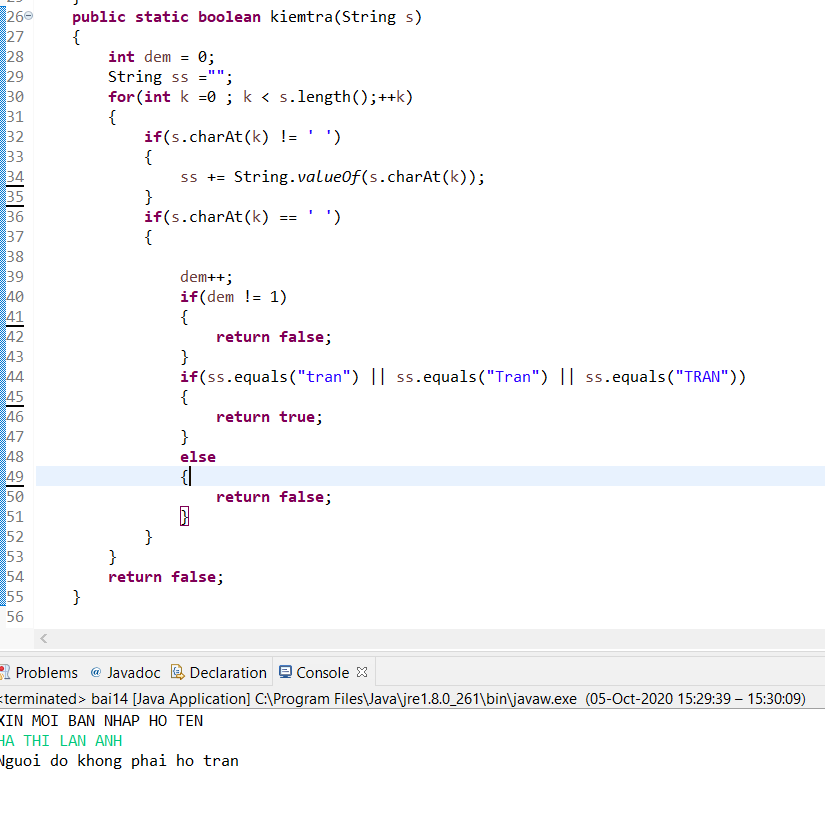 26 public static boolean kiemtra(String s)
27 {
28 int dem = 0;
29 String ss ="";
30 for(int k =0 ; k < s.length();++k)
31 {
32 if(s.charAt(k) != ' ')
33 {
34 ss += String.valueOf(s.charAt(k));
35 }
36 if(s.charAt(k) == ' ')
37 {
38
39 dem++;
40 if(dem != 1)
41 {
42 return false;
43 }
44 if(ss.equals("tran") || ss.equals("Tran") || ss.equals("TRAN"))
45 {
46 return true;
47 }
48 else
49 {
50 return false;
51 }
52 }
53 }
54 return false;
55 }
56
Problems @ Javadoc Declaration Console
<terminated> bai14 [Java Application] C:\Program Files\Java\jre1.8.0_261\bin\javaw.exe (05-Oct-2020 15:29:39 – 15:30:09)
XIN MOI BAN NHAP HO TEN
HA THI LAN ANH
Nguoi do khong phai ho tran